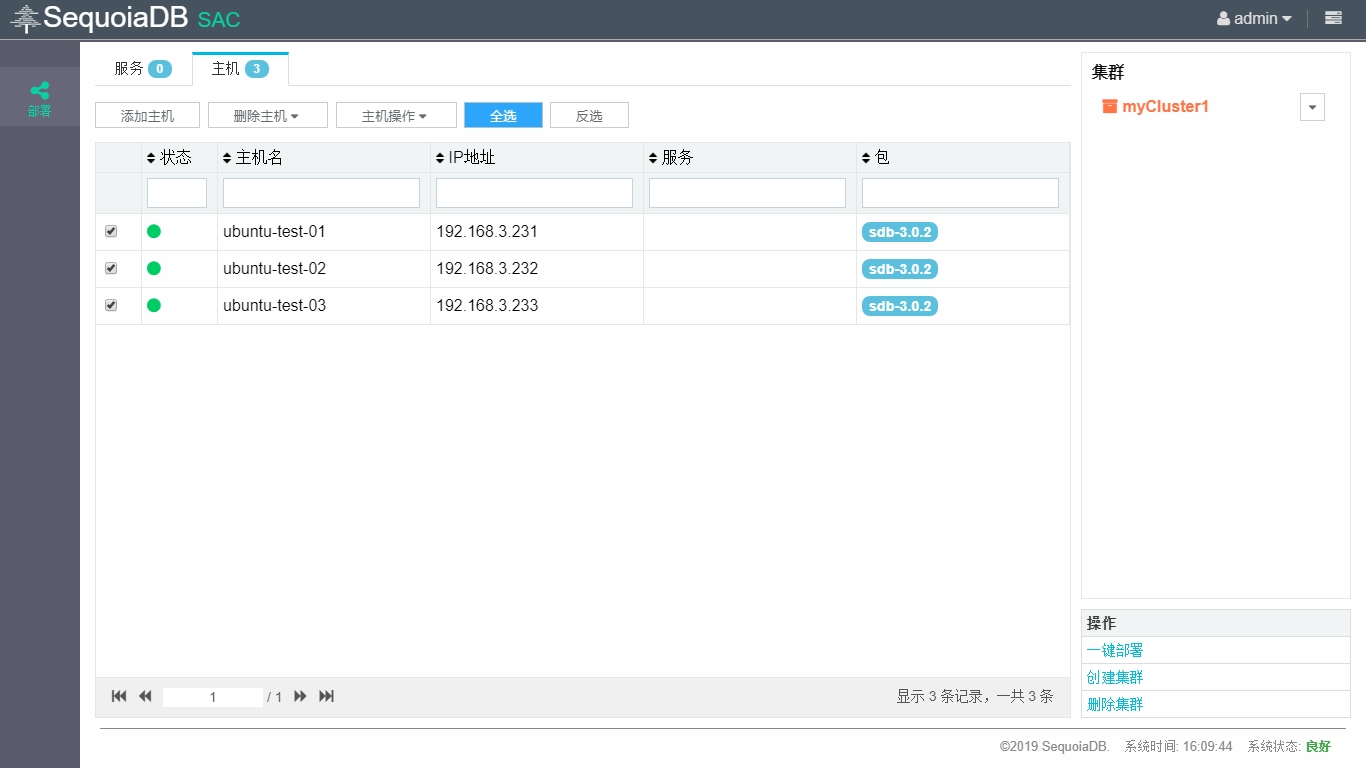 SequoiaDB SAC
admin
部署
服务 0
主机 3
添加主机 删除主机 主机操作 全选 反选
状态 主机名 IP地址 服务 包
ubuntu-test-01 192.168.3.231 sdb-3.0.2
ubuntu-test-02 192.168.3.232 sdb-3.0.2
ubuntu-test-03 192.168.3.233 sdb-3.0.2
1 / 1 显示 3 条记录，一共 3 条
集群
myCluster1
操作
一键部署
创建集群
删除集群
©2019 SequoiaDB. 系统时间: 16:09:44 系统状态: 良好